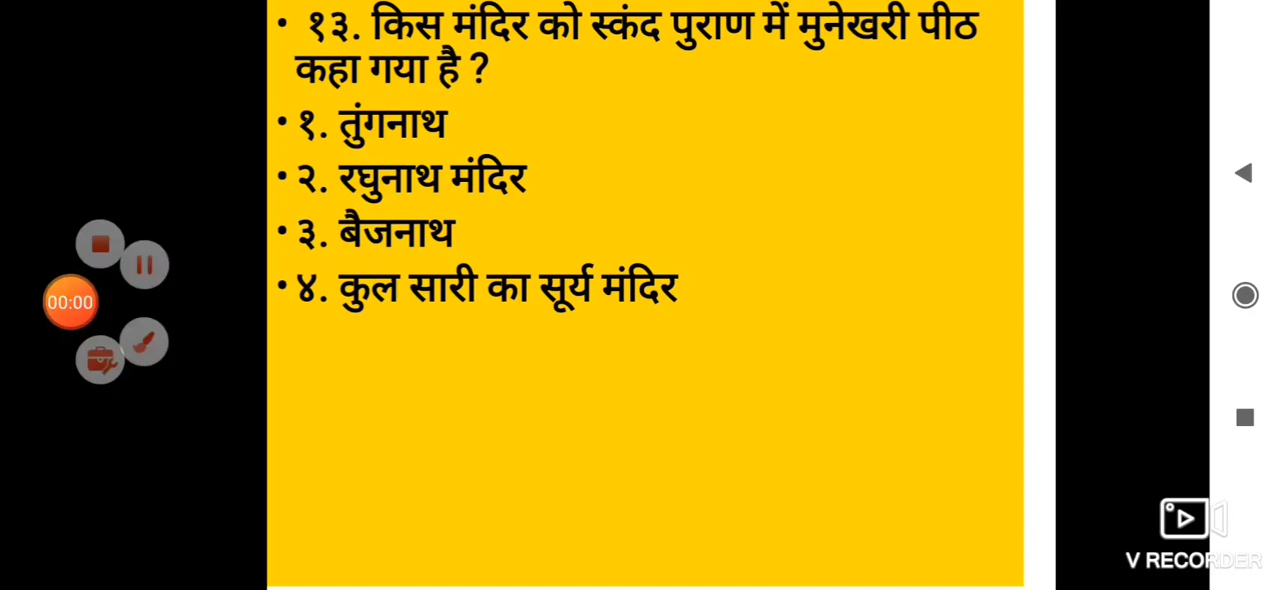 • १३. किस मंदिर को स्कंद पुराण में मुनेखरी पीठ
कहा गया है ?
• १. तुंगनाथ
• २. रघुनाथ मंदिर
• ३. बैजनाथ
• ४. कुल सारी का सूर्य मंदिर
00:00
V RECORDER